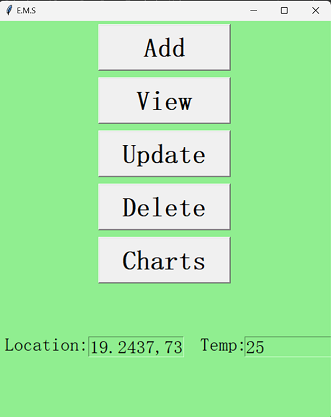 E.M.S
Add
View
Update
Delete
Charts
Location: 19.2437,73 Temp: 25